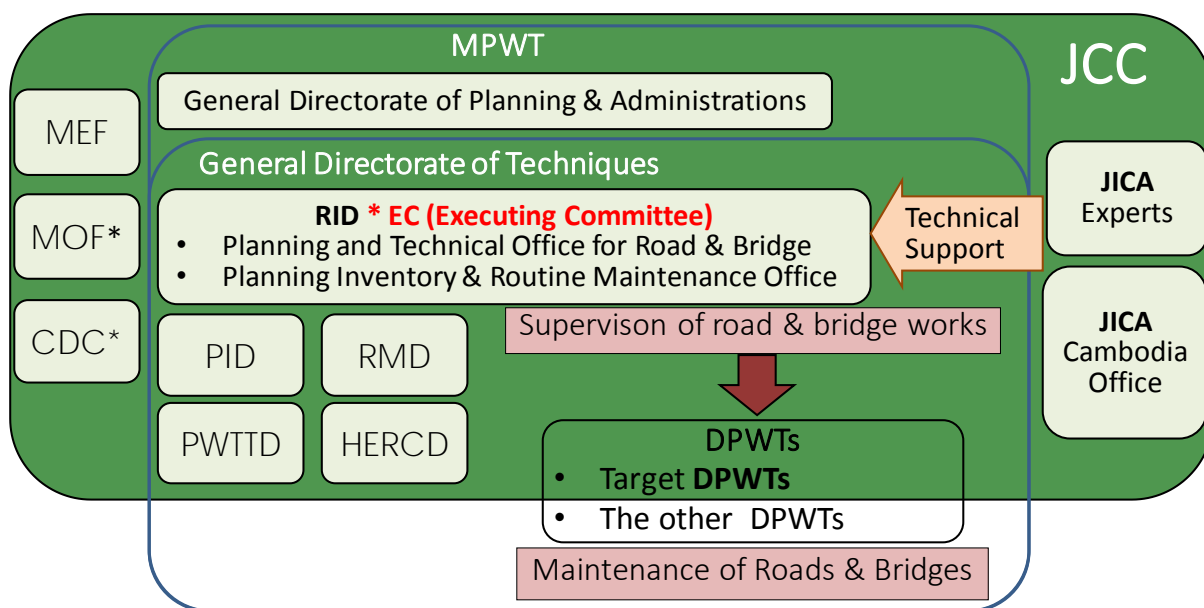 MPWT
JCC
General Directorate of Planning & Administrations
MEF
MOF*
CDC*
General Directorate of Techniques
RID * EC (Executing Committee)
• Planning and Technical Office for Road & Bridge
• Planning Inventory & Routine Maintenance Office
Technical
Support
JICA
Experts
JICA
Cambodia
Office
Supervison of road & bridge works
PID
RMD
PWTTD
HERCD
DPWTs
• Target DPWTs
• The other DPWTs
Maintenance of Roads & Bridges